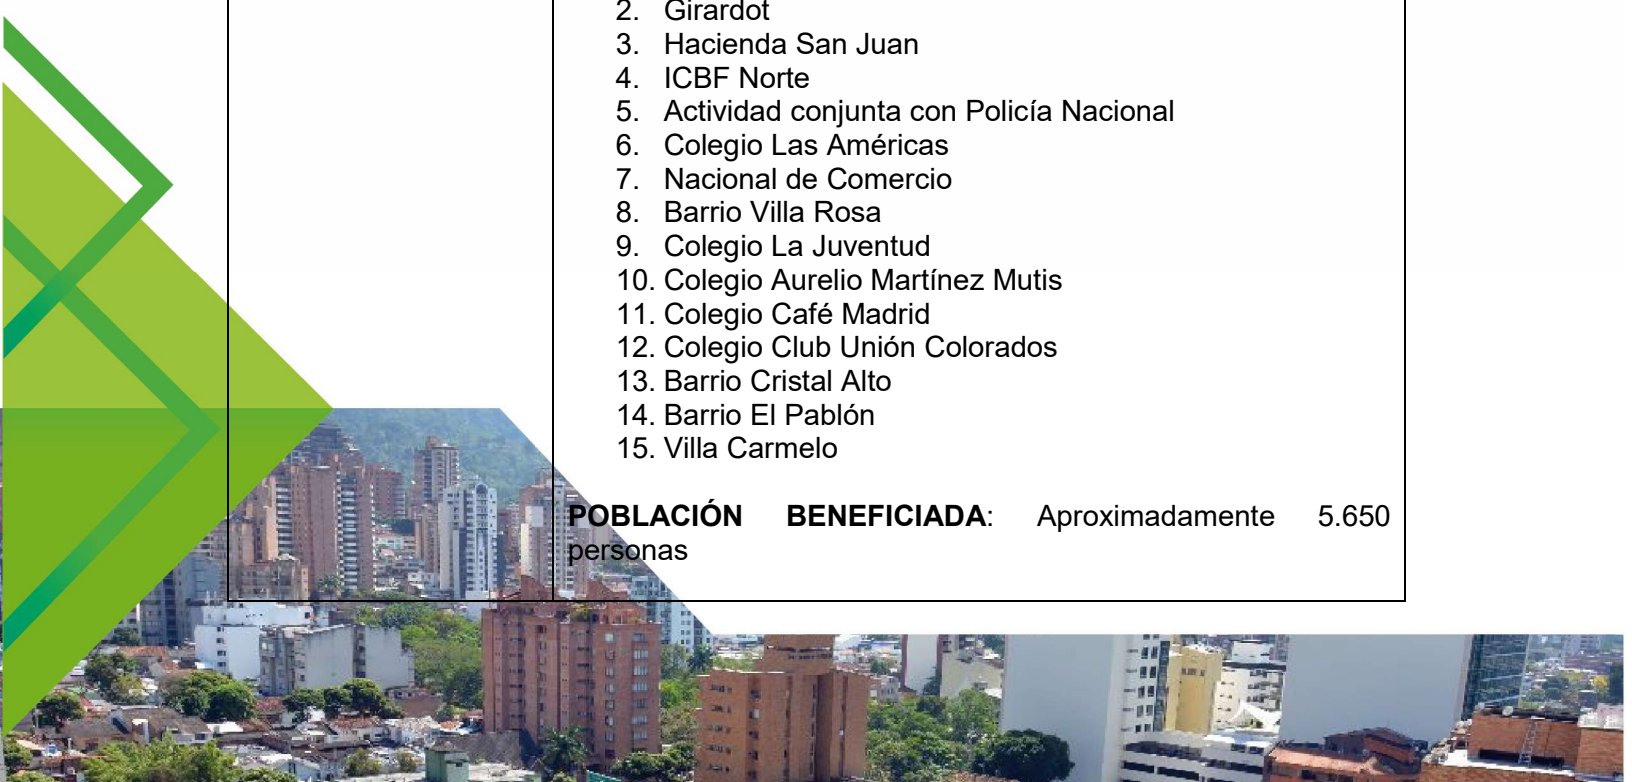 2. Girardot
3. Hacienda San Juan
4. ICBF Norte
5. Actividad conjunta con Policía Nacional
6. Colegio Las Américas
7. Nacional de Comercio
8. Barrio Villa Rosa
9. Colegio La Juventud
10. Colegio Aurelio Martínez Mutis
11. Colegio Café Madrid
12. Colegio Club Unión Colorados
13. Barrio Cristal Alto
14. Barrio El Pablón
15. Villa Carmelo
POBLACIÓN BENEFICIADA: Aproximadamente 5.650
personas